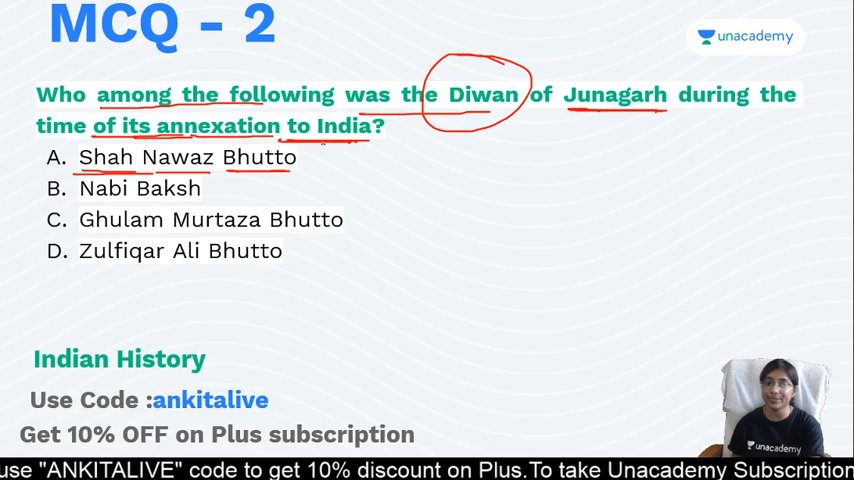 MCQ - 2
unacademy
Who among the following was the Diwan of Junagarh during the
time of its annexation to India?
A. Shah Nawaz Bhutto
B. Nabi Baksh
C. Ghulam Murtaza Bhutto
D. Zulfiqar Ali Bhutto
Indian History
Use Code :ankitalive
Get 10% OFF on Plus subscription
unacademy
use "ANKITALIVE" code to get 10% discount on Plus.To take Unacademy Subscription